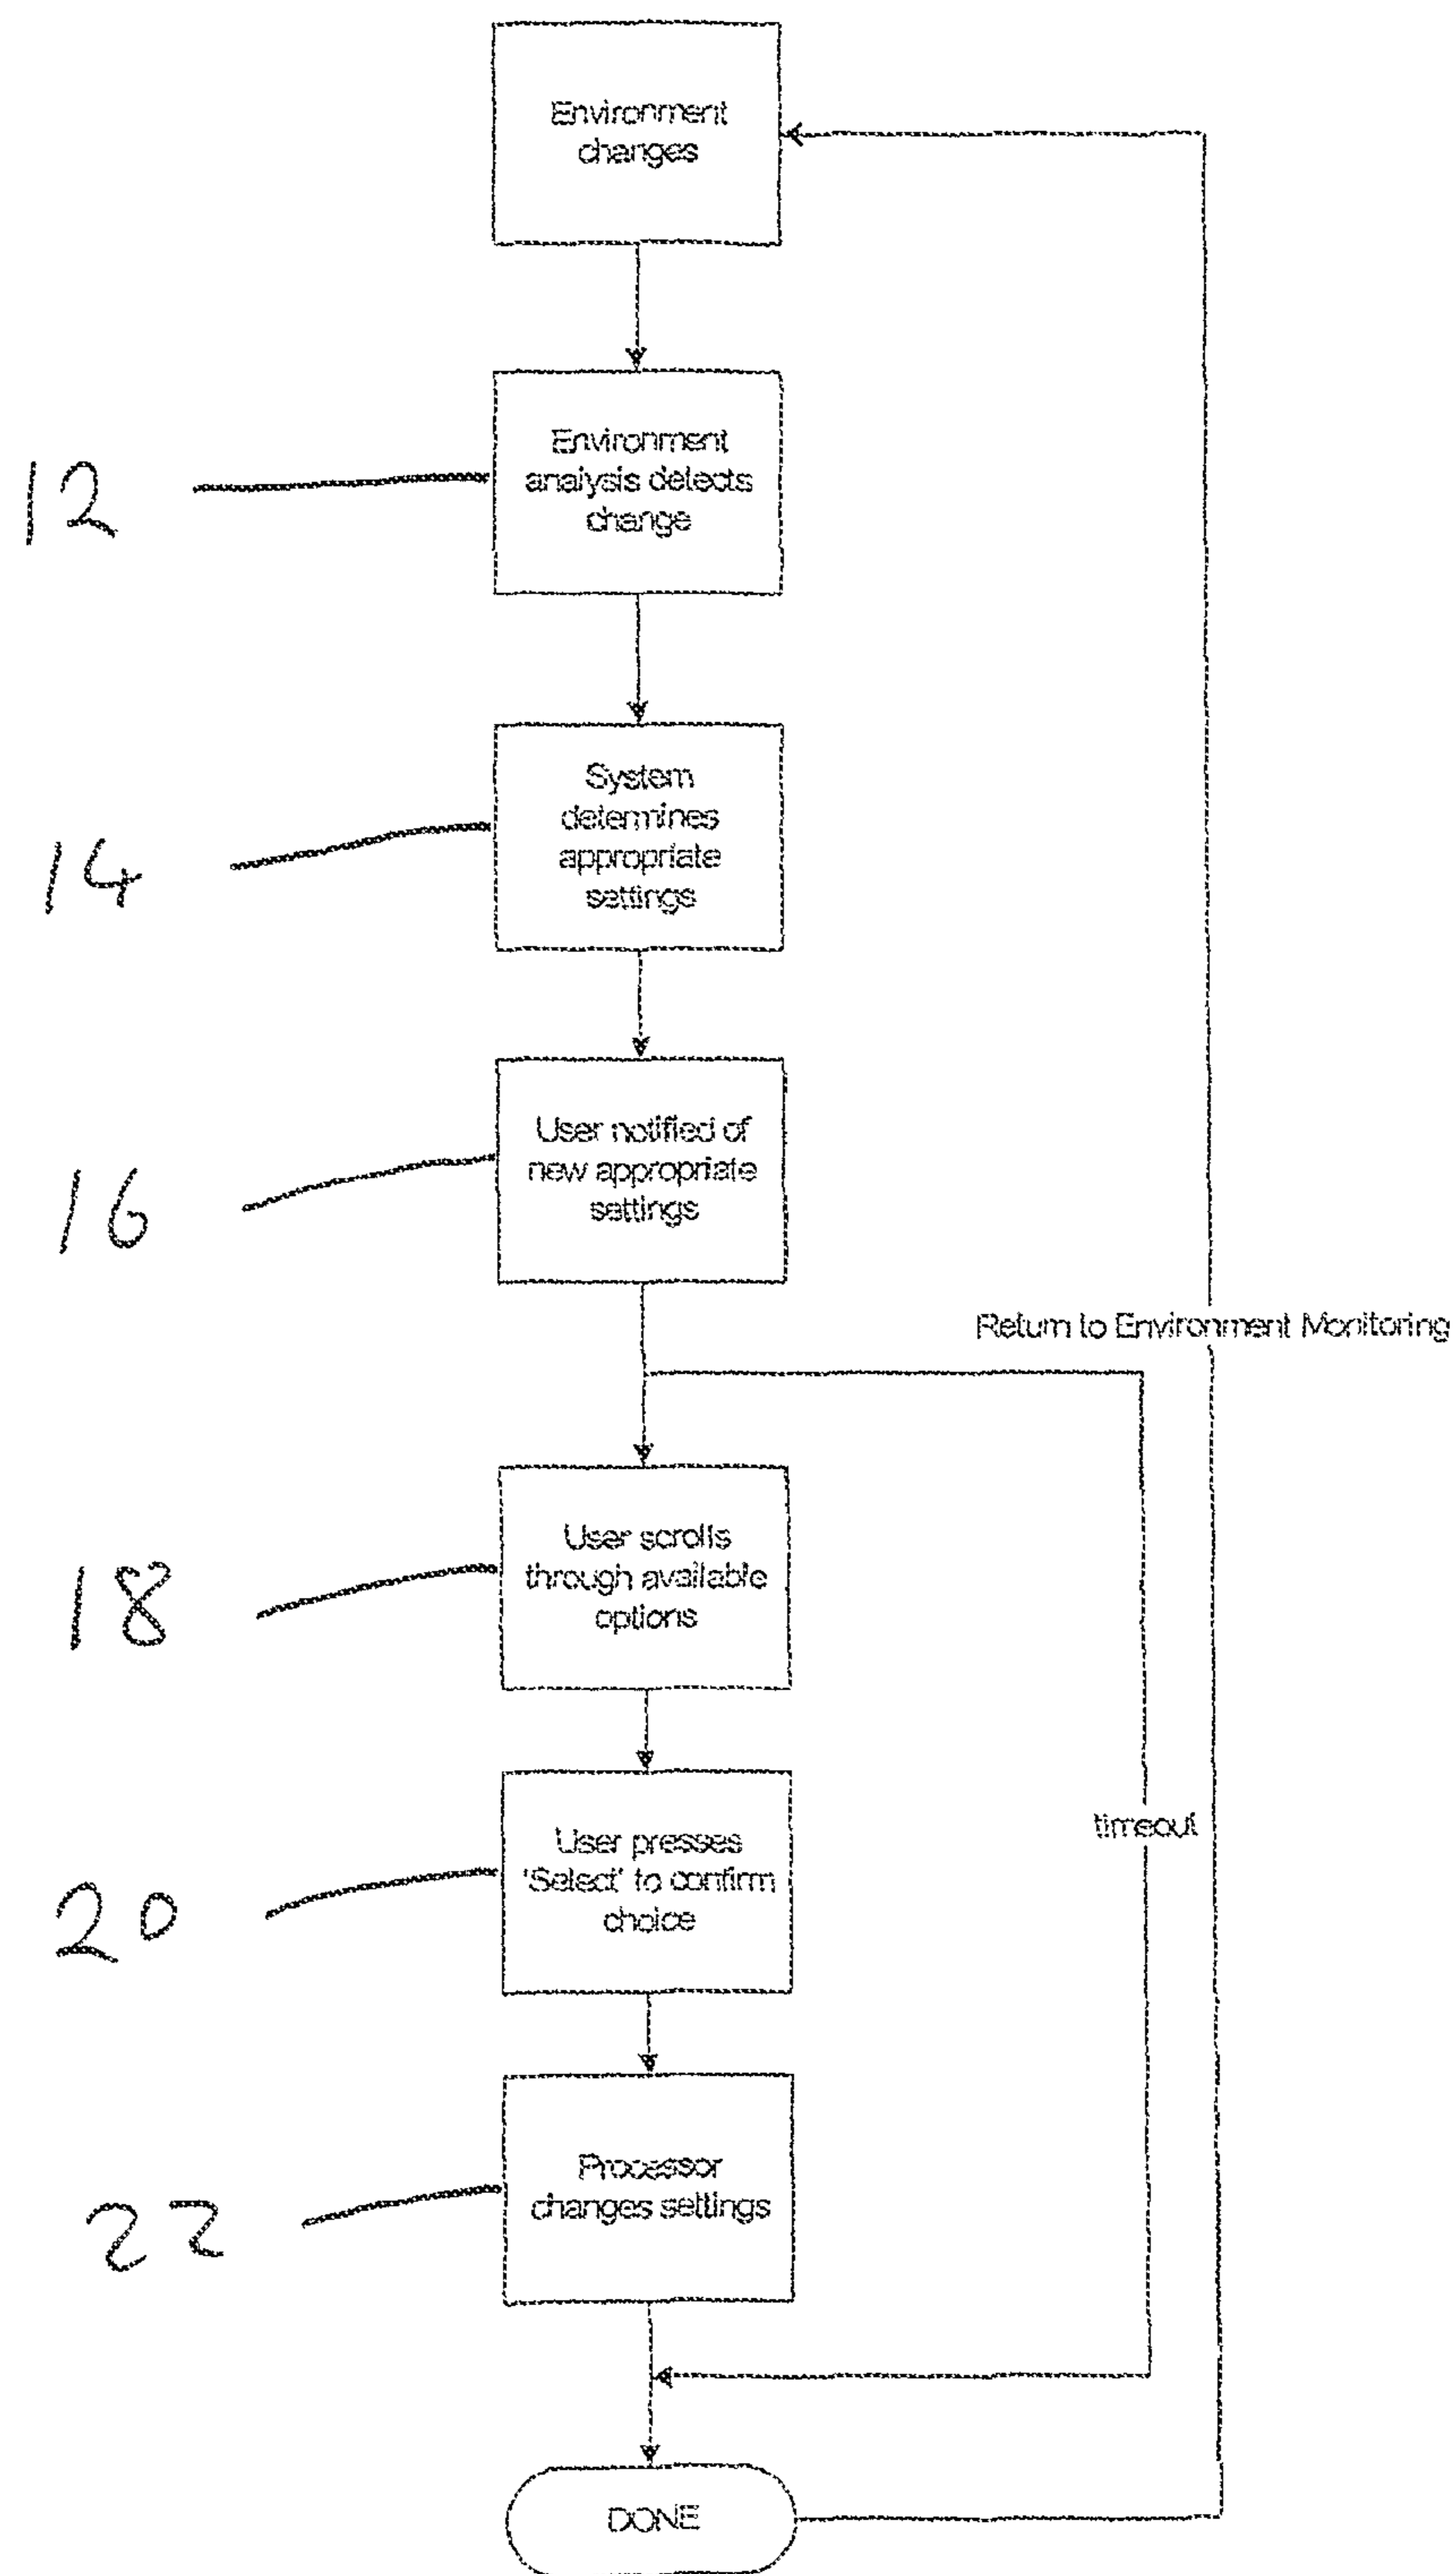 Environment
changes
12
Environment
analysis detects
change
14
System
determines
appropriate
settings
16
User notified of
new appropriate
settings
Return to Environment Monitoring
18
User scrolls
through available
options
timeout
20
User presses
'Select' to confirm
choice
22
Processor
changes settings
DONE